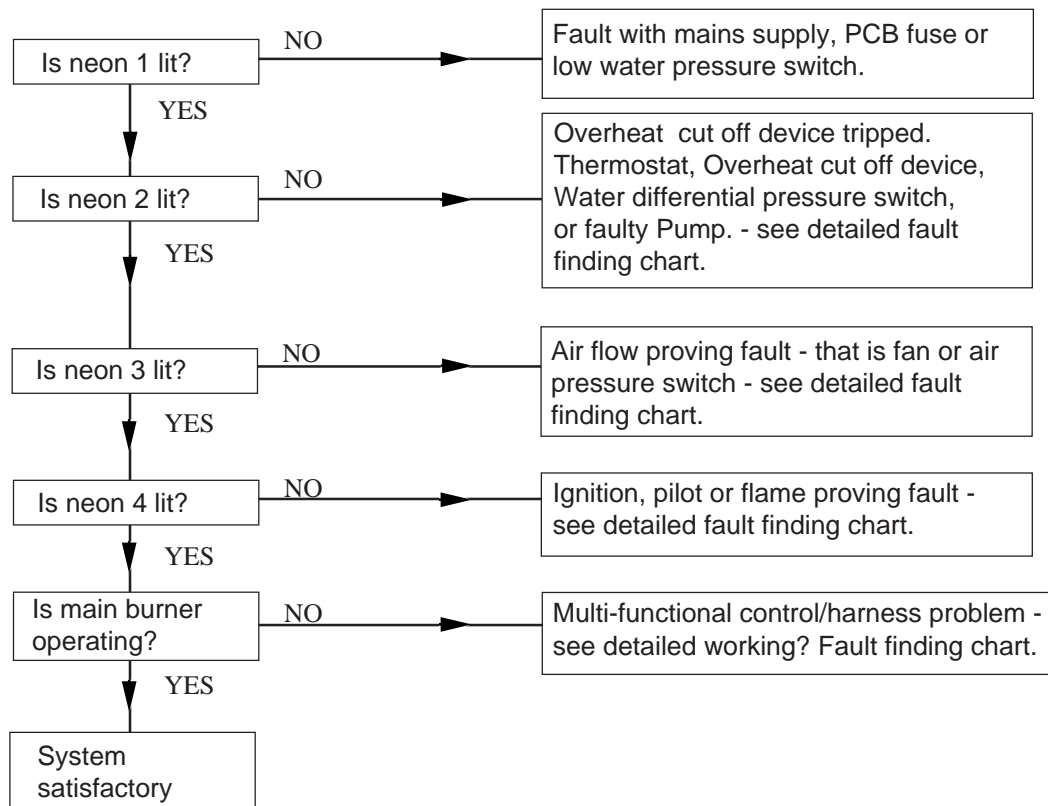 Is neon 1 lit?
NO
Fault with mains supply, PCB fuse or
low water pressure switch.
YES
Is neon 2 lit?
NO
Overheat cut off device tripped.
Thermostat, Overheat cut off device,
Water differential pressure switch,
or faulty Pump. - see detailed fault
finding chart.
YES
Is neon 3 lit?
NO
Air flow proving fault - that is fan or air
pressure switch - see detailed fault
finding chart.
YES
Is neon 4 lit?
NO
Ignition, pilot or flame proving fault -
see detailed fault finding chart.
YES
Is main burner
operating?
NO
Multi-functional control/harness problem -
see detailed working? Fault finding chart.
YES
System
satisfactory